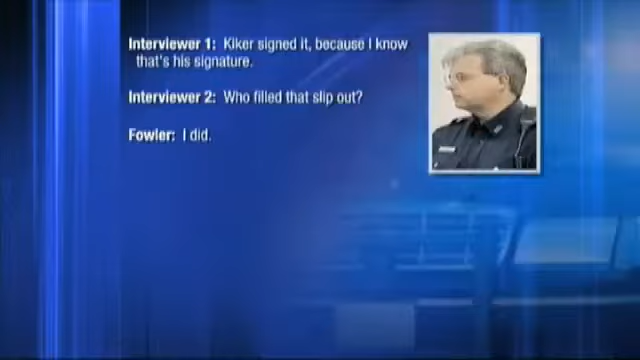 Interviewer 1: Kiker signed it, because I know
that's his signature.
Interviewer 2: Who filled that slip out?
Fowler: I did.